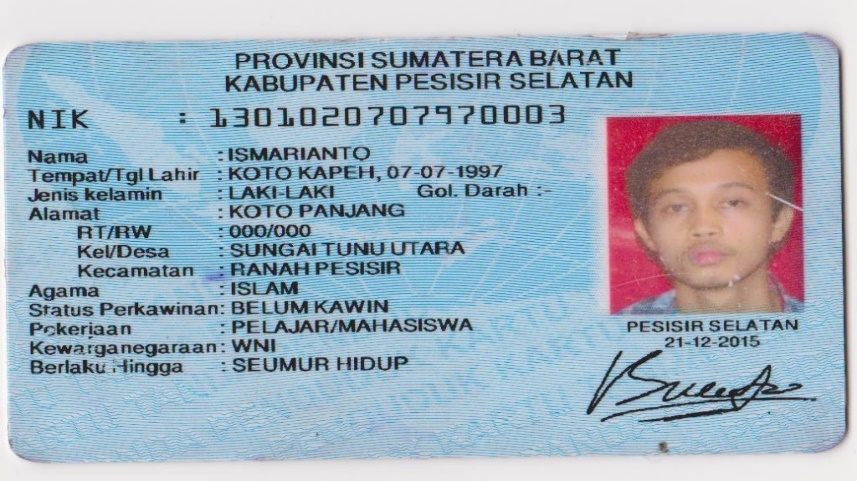 PROVINSI SUMATERA BARAT
KABUPATEN PESISIR SELATAN
NIK : 1301020707970003
Nama : ISMARIANTO
Tempat/Tgl Lahir : KOTO KAPEH, 07-07-1997
Jenis kelamin : LAKI-LAKI Gol. Darah :-
Alamat : KOTO PANJANG
RT/RW : 000/000
Kel/Desa : SUNGAI TUNU UTARA
Kecamatan : RANAH PESISIR
Agama : ISLAM
Status Perkawinan: BELUM KAWIN
Pekerjaan : PELAJAR/MAHASISWA
Kewarganegaraan : WNI
Berlaku Hingga : SEUMUR HIDUP
PESISIR SELATAN
21-12-2015